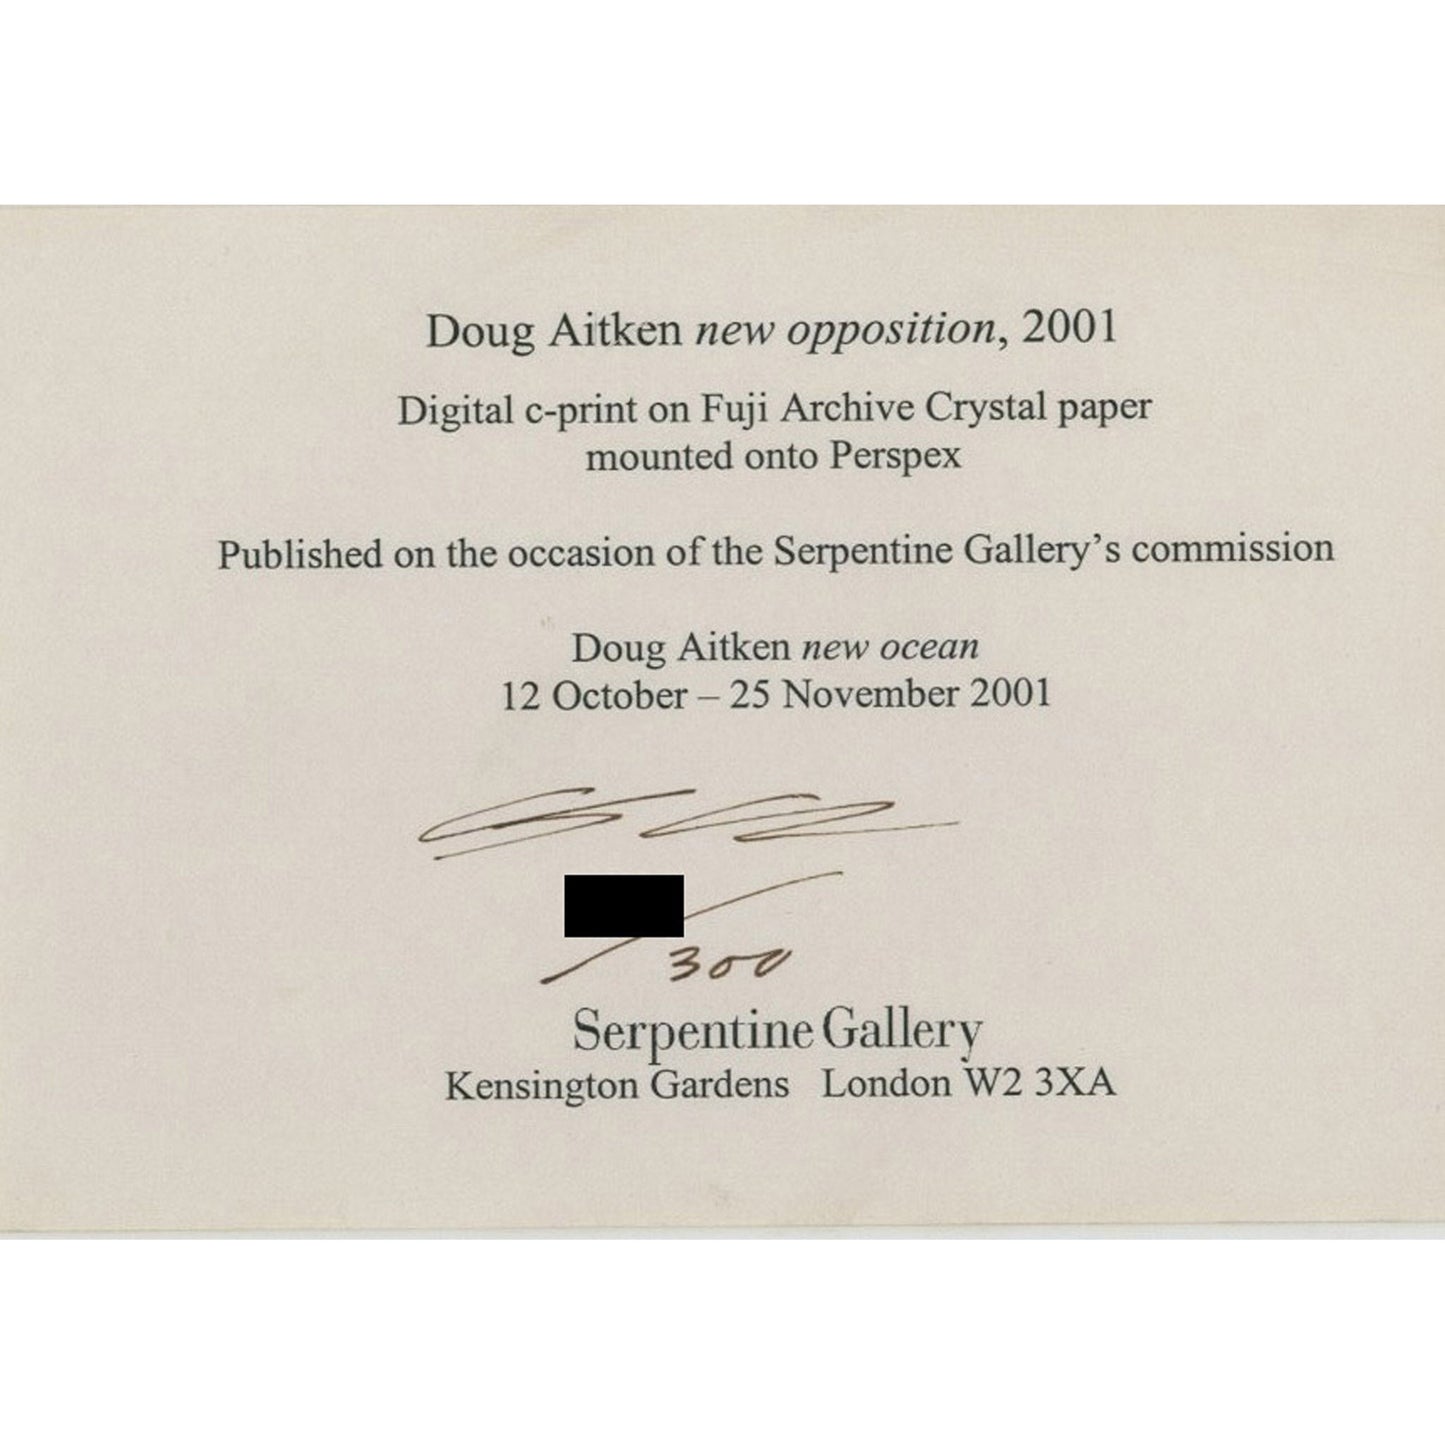 Doug Aitken new opposition, 2001
Digital c-print on Fuji Archive Crystal paper
mounted onto Perspex
Published on the occasion of the Serpentine Gallery's commission
Doug Aitken new ocean
12 October – 25 November 2001
/300
Serpentine Gallery
Kensington Gardens London W2 3XA